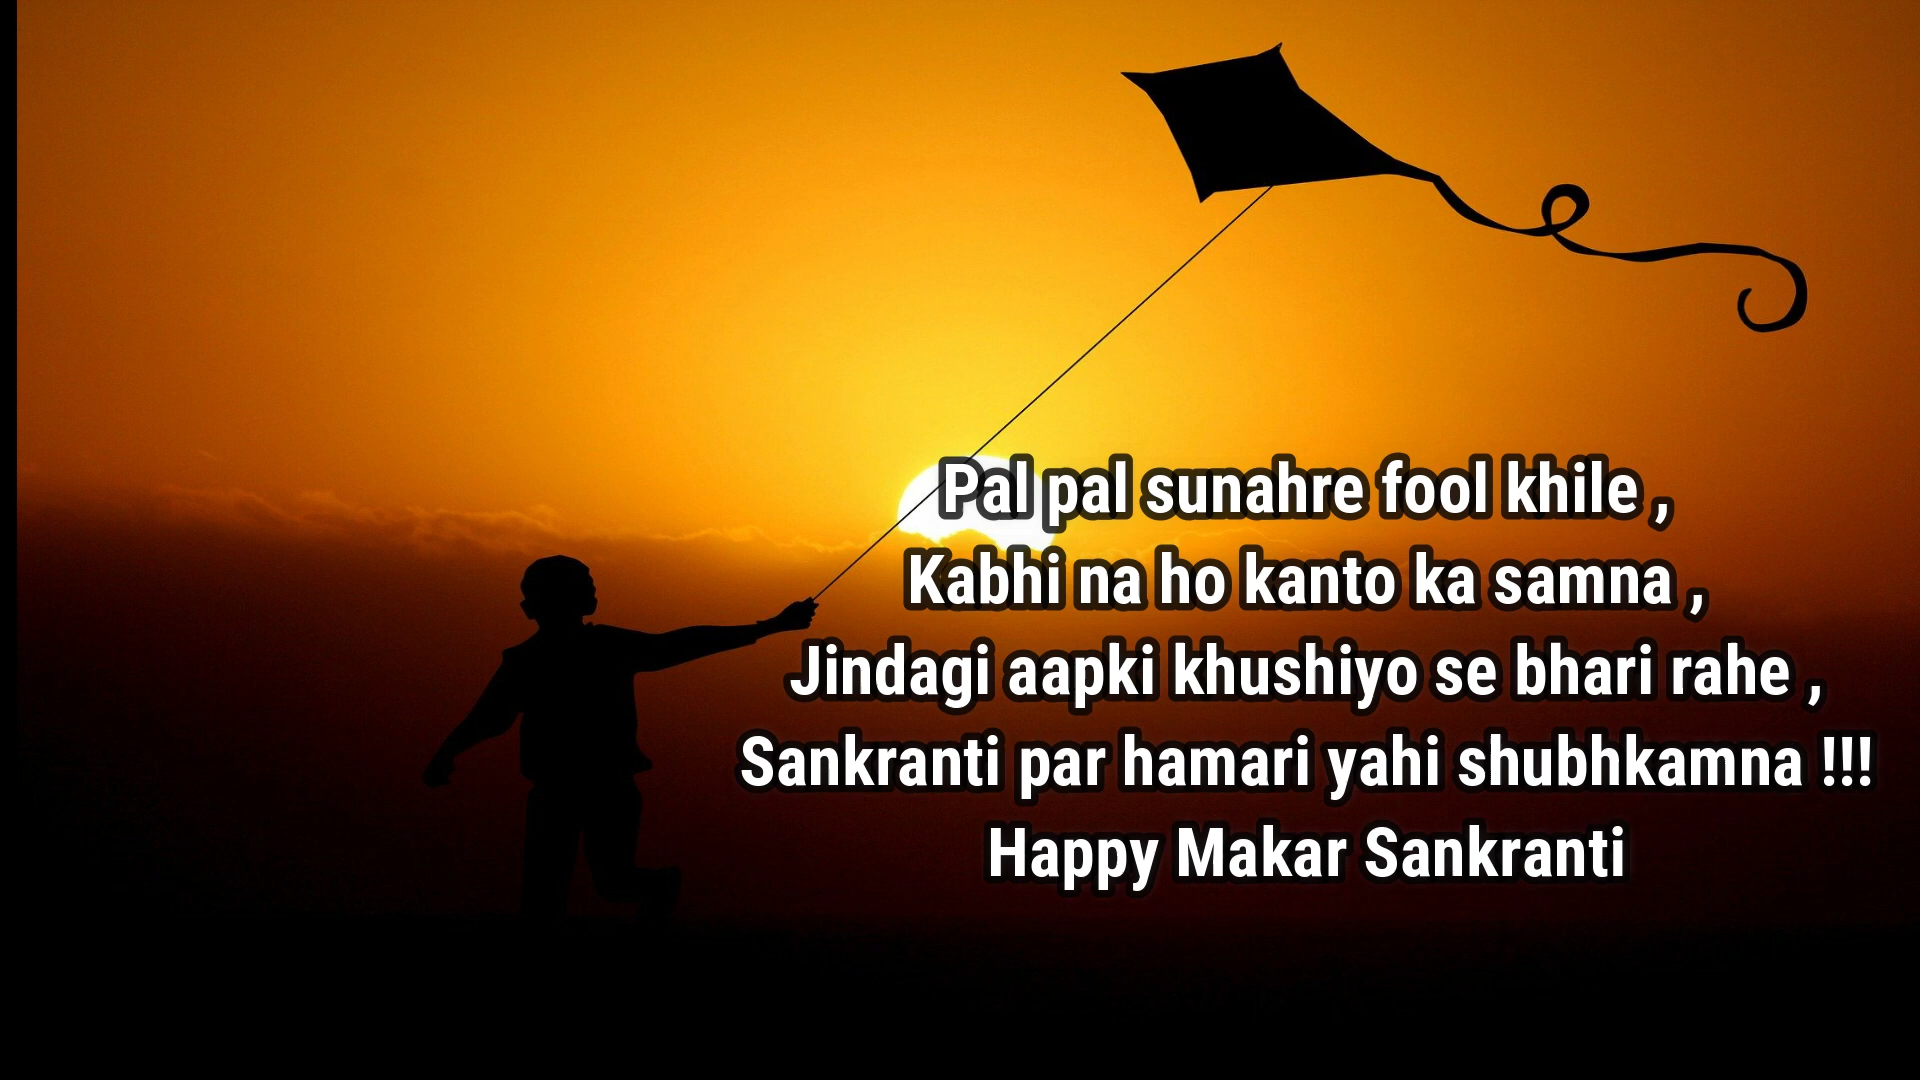 Pal pal sunahre fool khile ,
Kabhi na ho kanto ka samna ,
Jindagi aapki khushiyo se bhari rahe ,
Sankranti par hamari yahi shubhkamna !!!
Happy Makar Sankranti